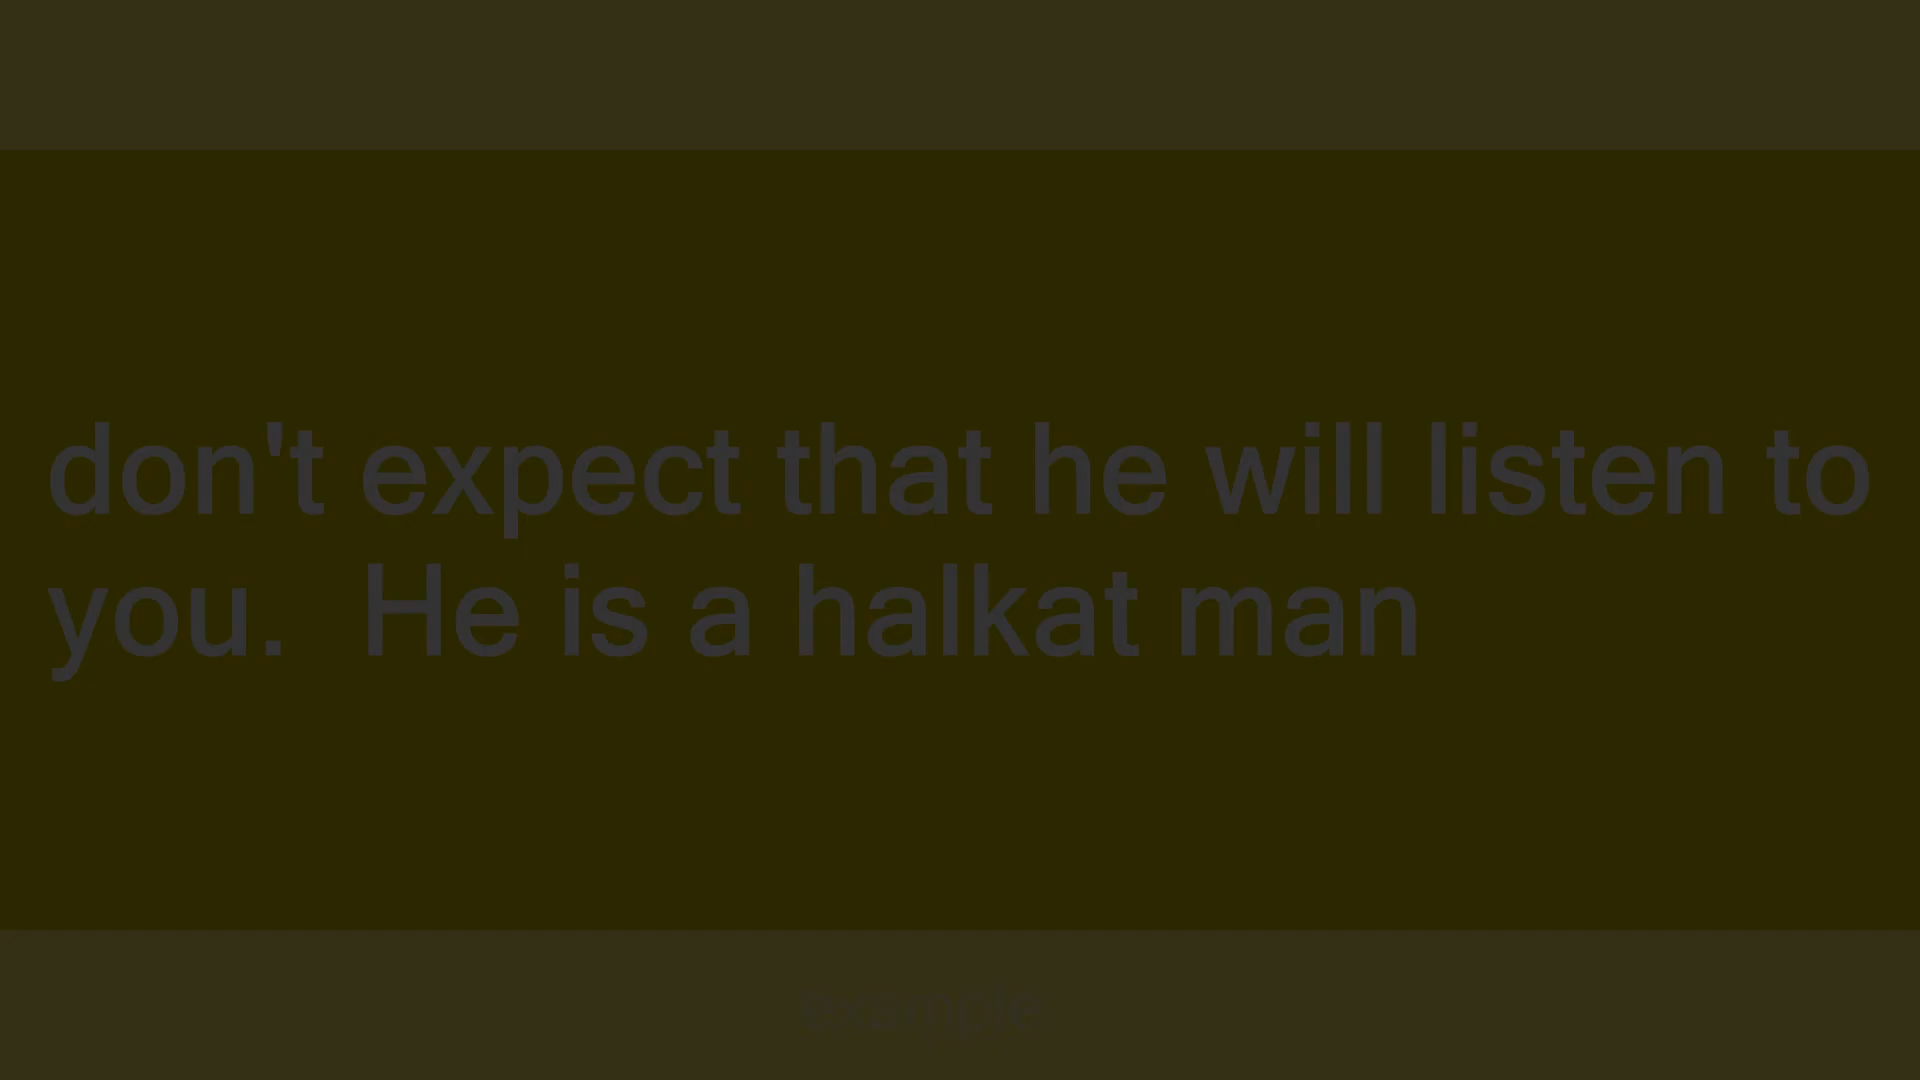 don't expect that he will listen to
you.  He is a halkat man
example